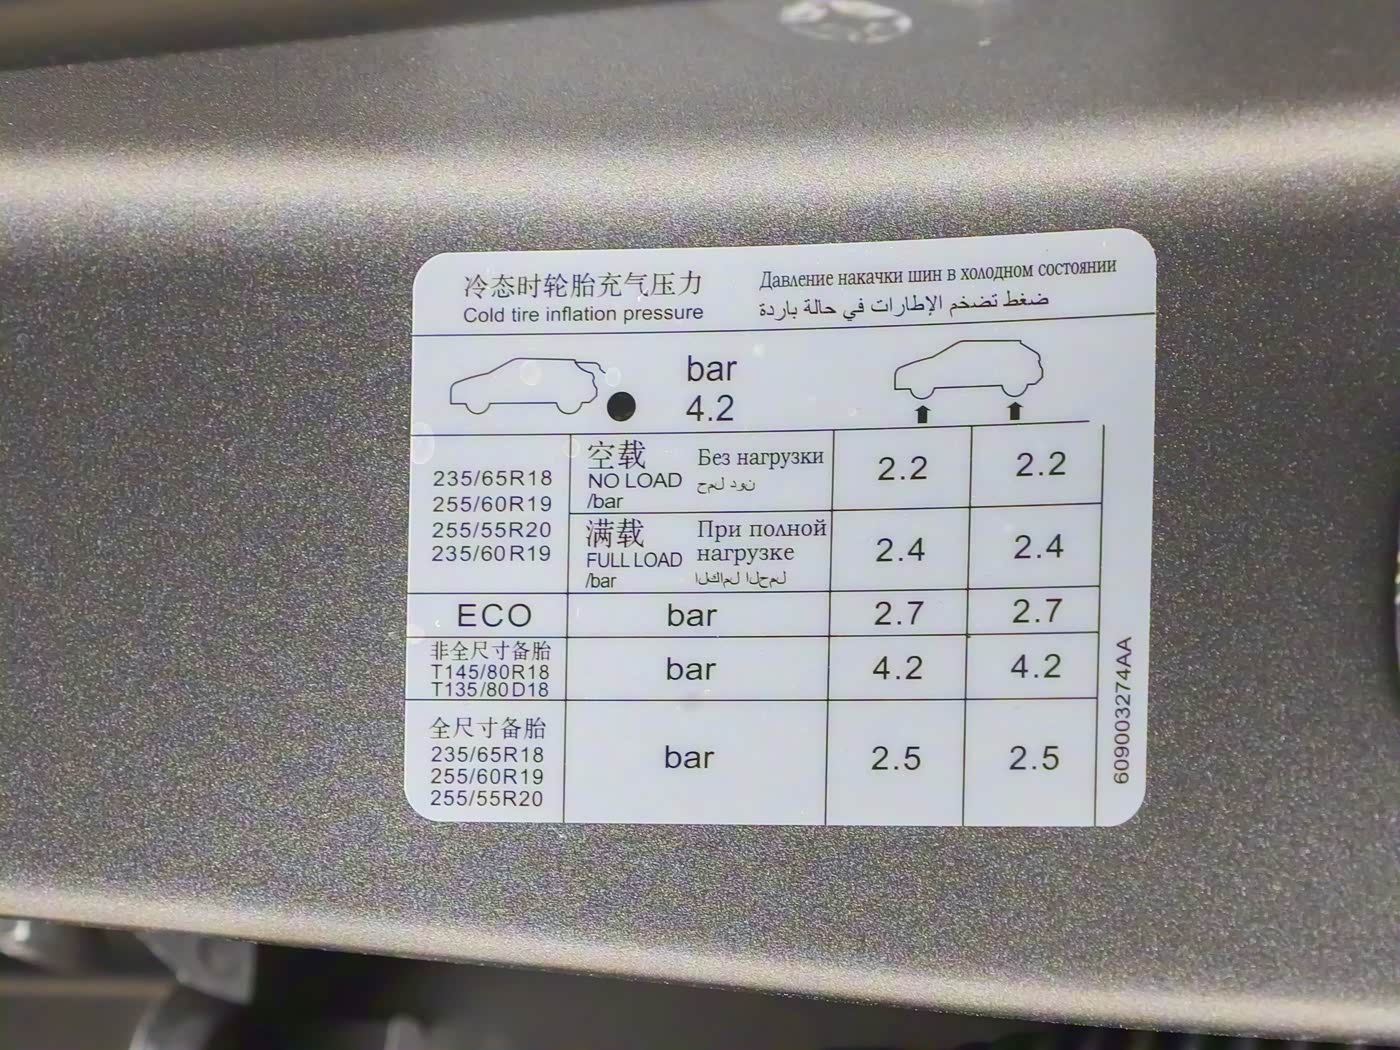 冷态时轮胎充气压力
Cold tire inflation pressure
Давление накачки шин в холодном состоянии
ضغط تضخم الإطارات في حالة باردة
bar
4.2
235/65R18
255/60R19
255/55R20
235/60R19
空载
NO LOAD
/bar
Без нагрузки
حمل دون
2.2
2.2
满载
FULL LOAD
/bar
При полной
нагрузке
الكامل الحمل
2.4
2.4
ECO
bar
2.7
2.7
非全尺寸备胎
T145/80R18
T135/80D18
bar
4.2
4.2
全尺寸备胎
235/65R18
255/60R19
255/55R20
bar
2.5
2.5
609003274AA